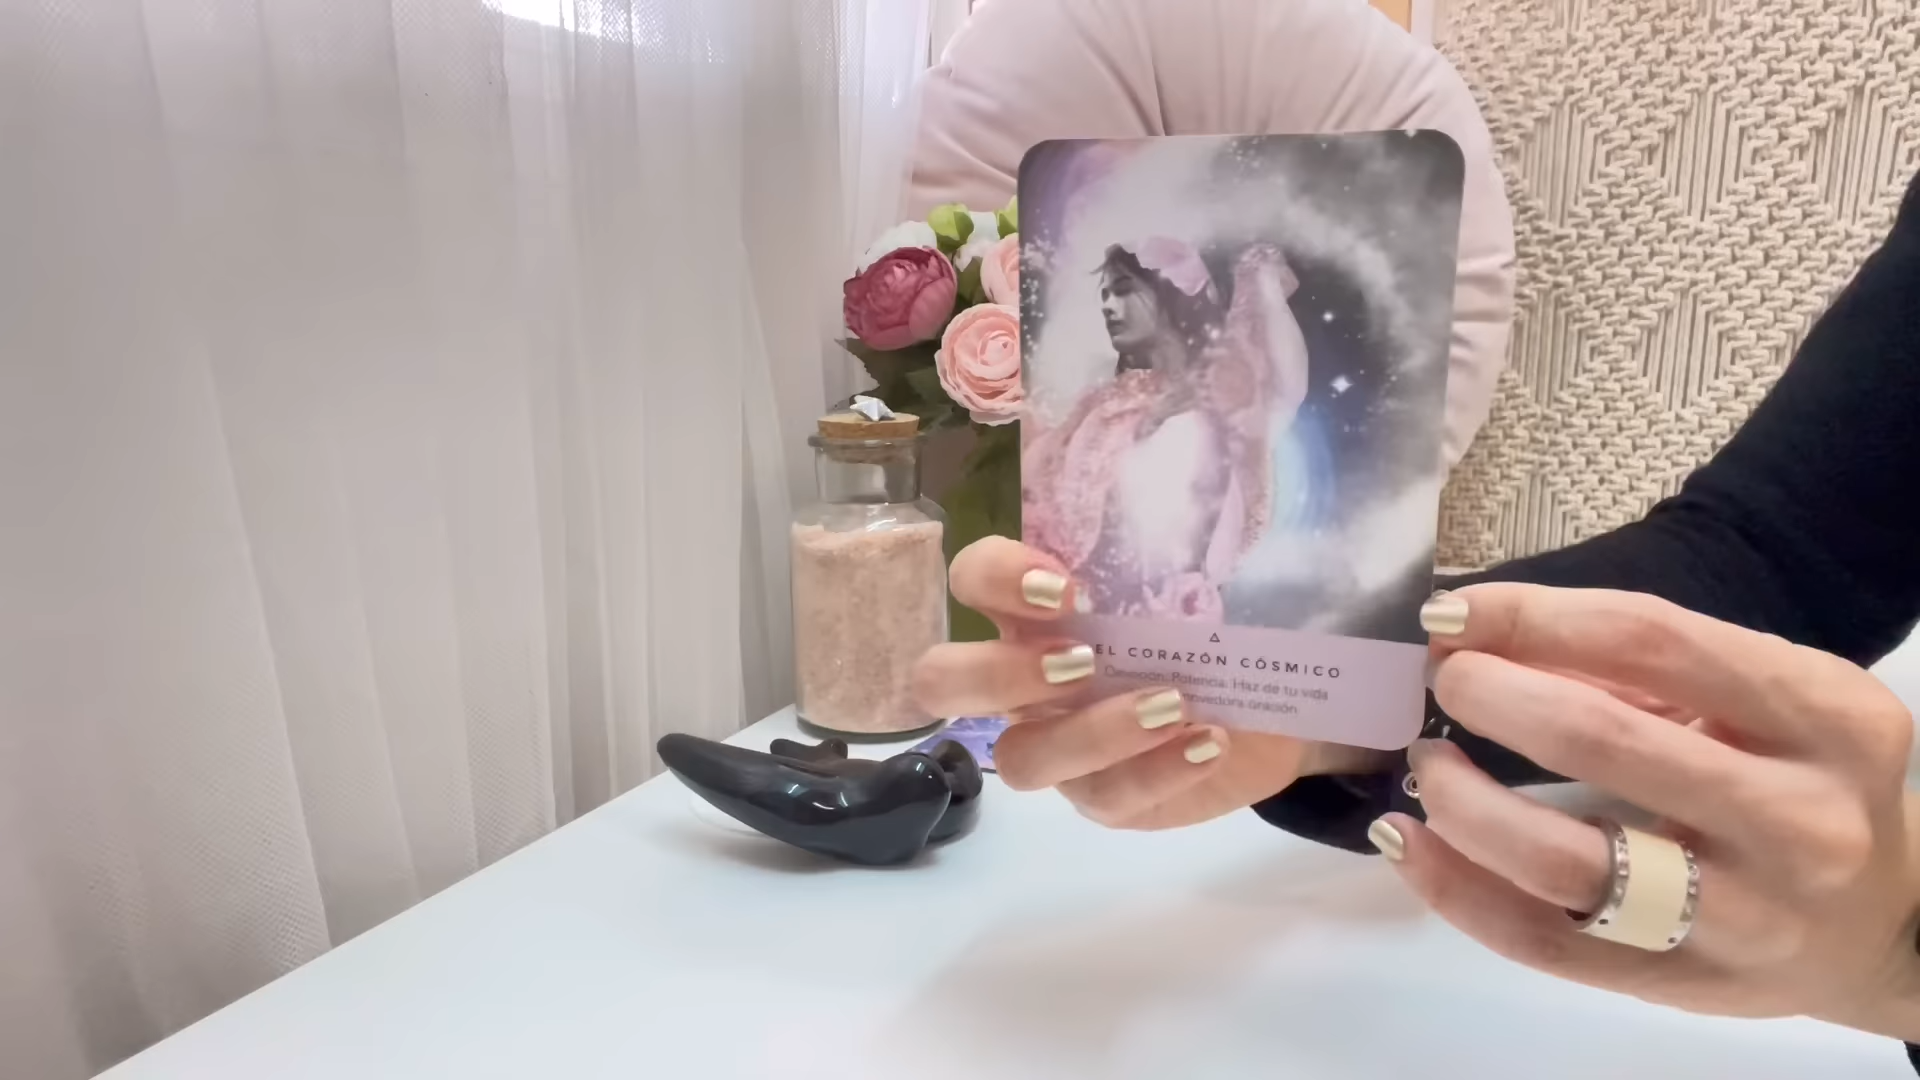 EL CORAZÓN CÓSMICO
Devoción. Potencia. Haz de tu vida
oración